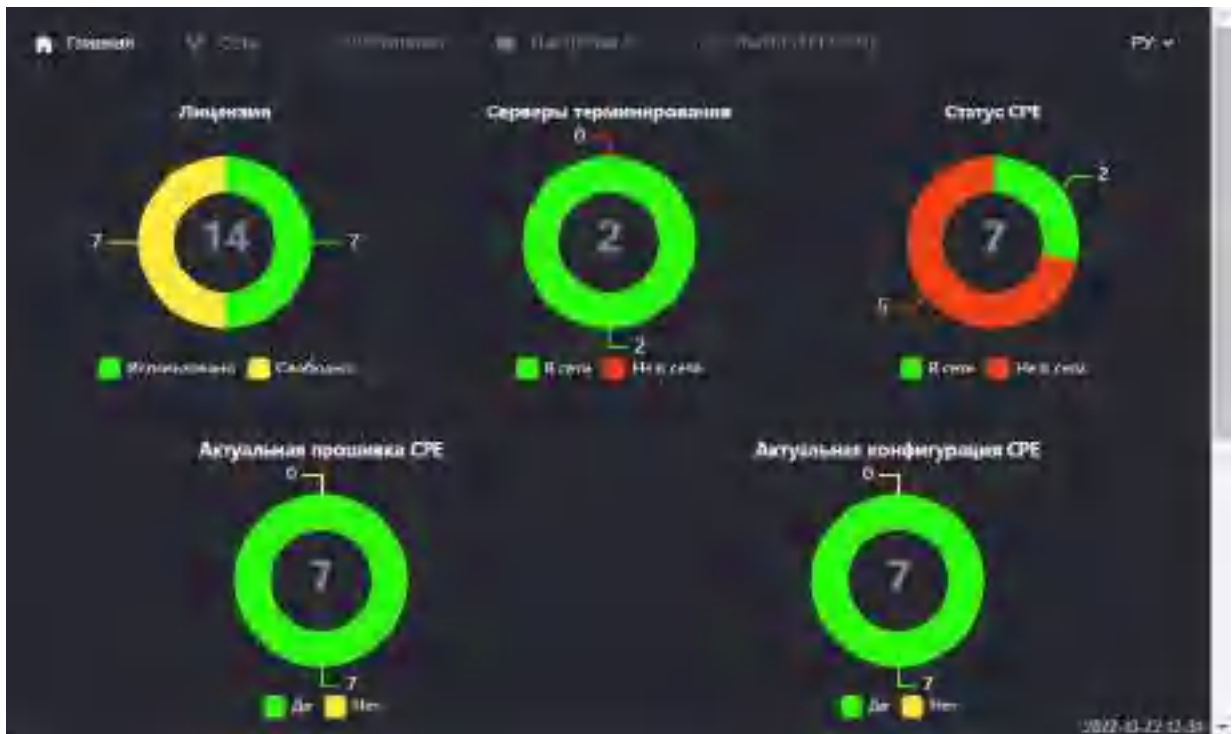 Главная Сеть РУ
Лицензия Серверы терминирования Статус CPE
0
2
14 2 7
7 7
5
2
Использовано Свободно В сети Не в сети В сети Не в сети
Актуальная прошивка CPE Актуальная конфигурация CPE
0 0
7 7
7 7
Да Нет Да Нет